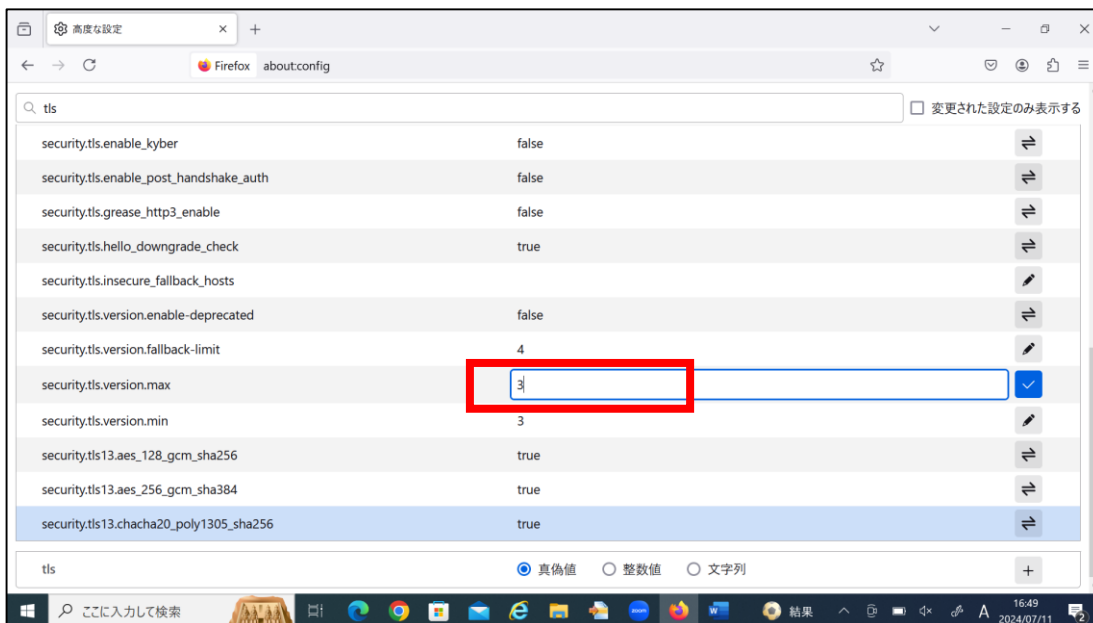 高度な設定
Firefox about:config
tls
変更された設定のみ表示する
security.tls.enable_kyber false
security.tls.enable_post_handshake_auth false
security.tls.grease_http3_enable false
security.tls.hello_downgrade_check true
security.tls.insecure_fallback_hosts
security.tls.version.enable-deprecated false
security.tls.version.fallback-limit 4
security.tls.version.max 3
security.tls.version.min 3
security.tls13.aes_128_gcm_sha256 true
security.tls13.aes_256_gcm_sha384 true
security.tls13.chacha20_poly1305_sha256 true
tls 真偽値 整数値 文字列
ここに入力して検索 zoom 結果 A 16:49
2024/07/11 2